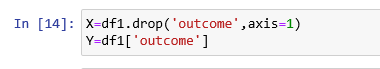 In [14]: X=df1.drop('outcome',axis=1)
Y=df1['outcome']